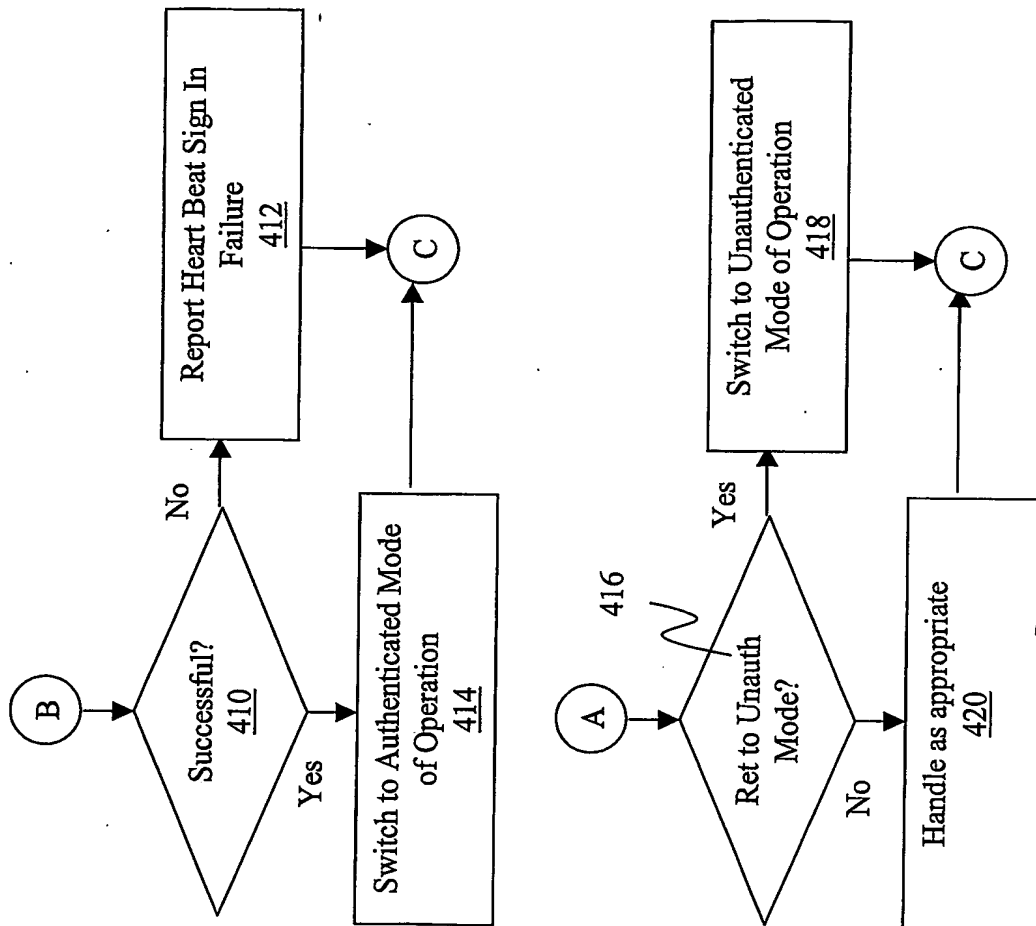 B
Successful?
410
No
Report Heart Beat Sign In
Failure
412
Yes
Switch to Authenticated Mode
of Operation
414
C
A
416
Ret to Unauth
Mode?
Yes
Switch to Unauthenticated
Mode of Operation
418
No
Handle as appropriate
420
C